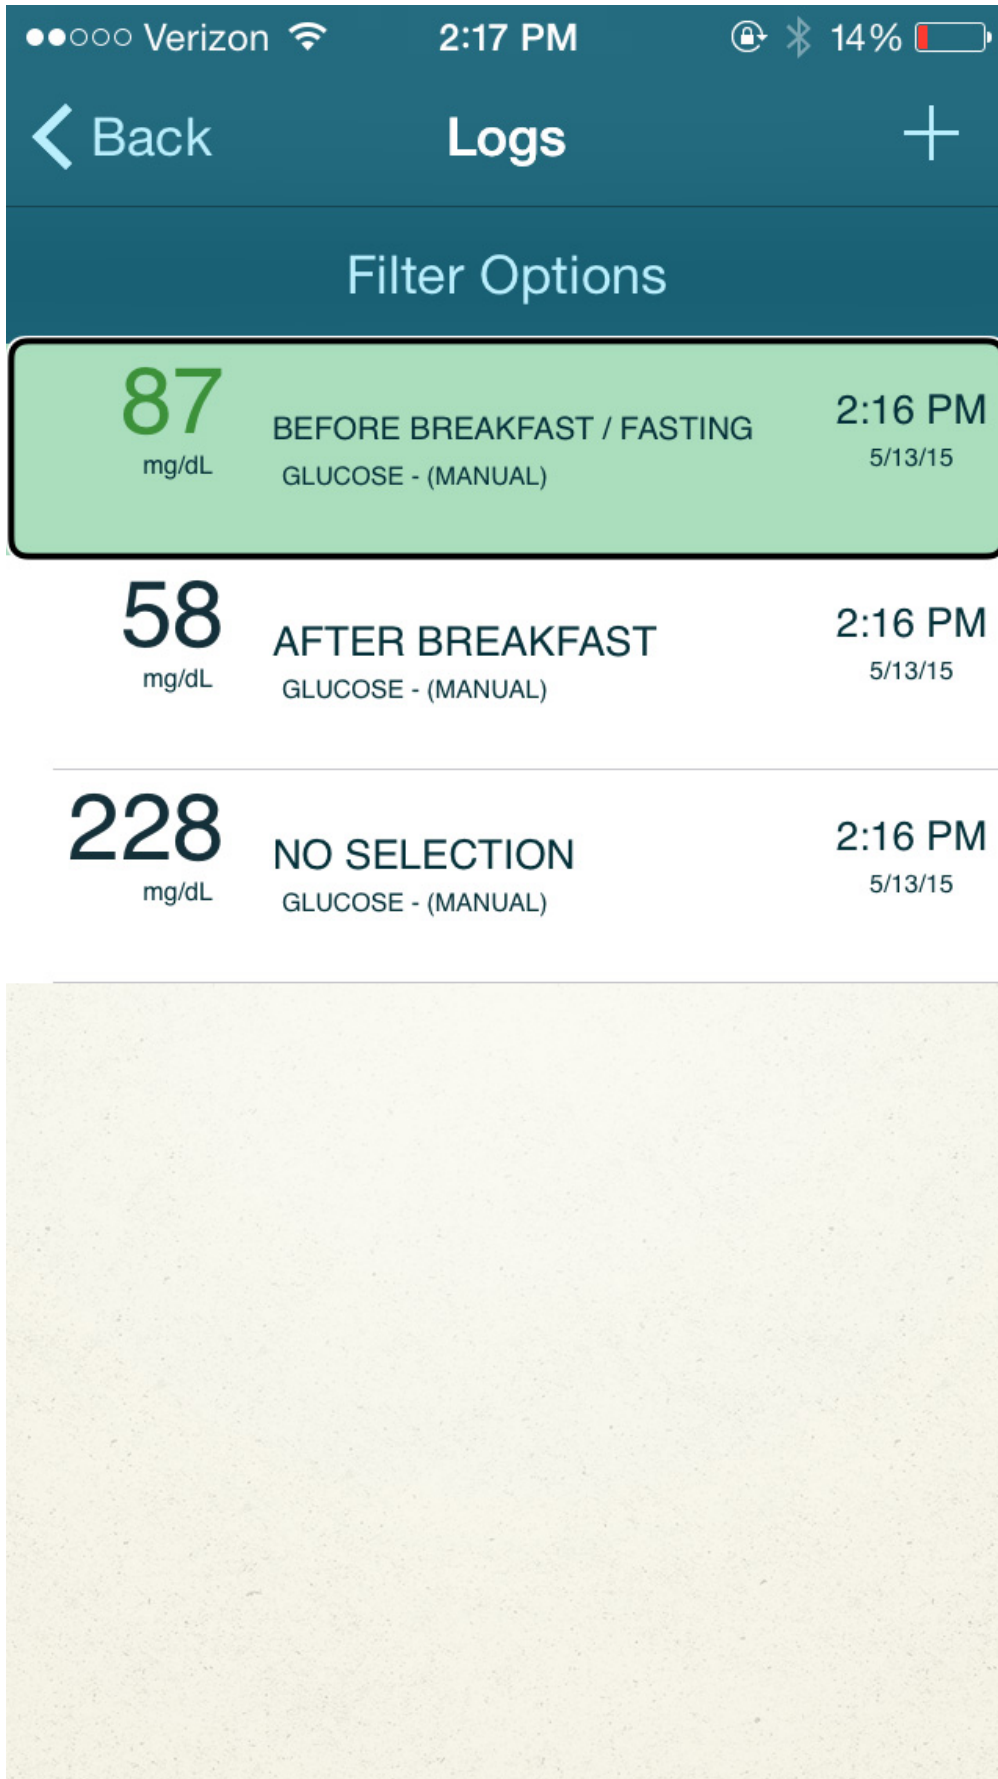 Verizon 2:17 PM 14%
Back Logs
Filter Options
87 mg/dL
BEFORE BREAKFAST / FASTING
GLUCOSE - (MANUAL)
2:16 PM
5/13/15
58 mg/dL
AFTER BREAKFAST
GLUCOSE - (MANUAL)
2:16 PM
5/13/15
228 mg/dL
NO SELECTION
GLUCOSE - (MANUAL)
2:16 PM
5/13/15